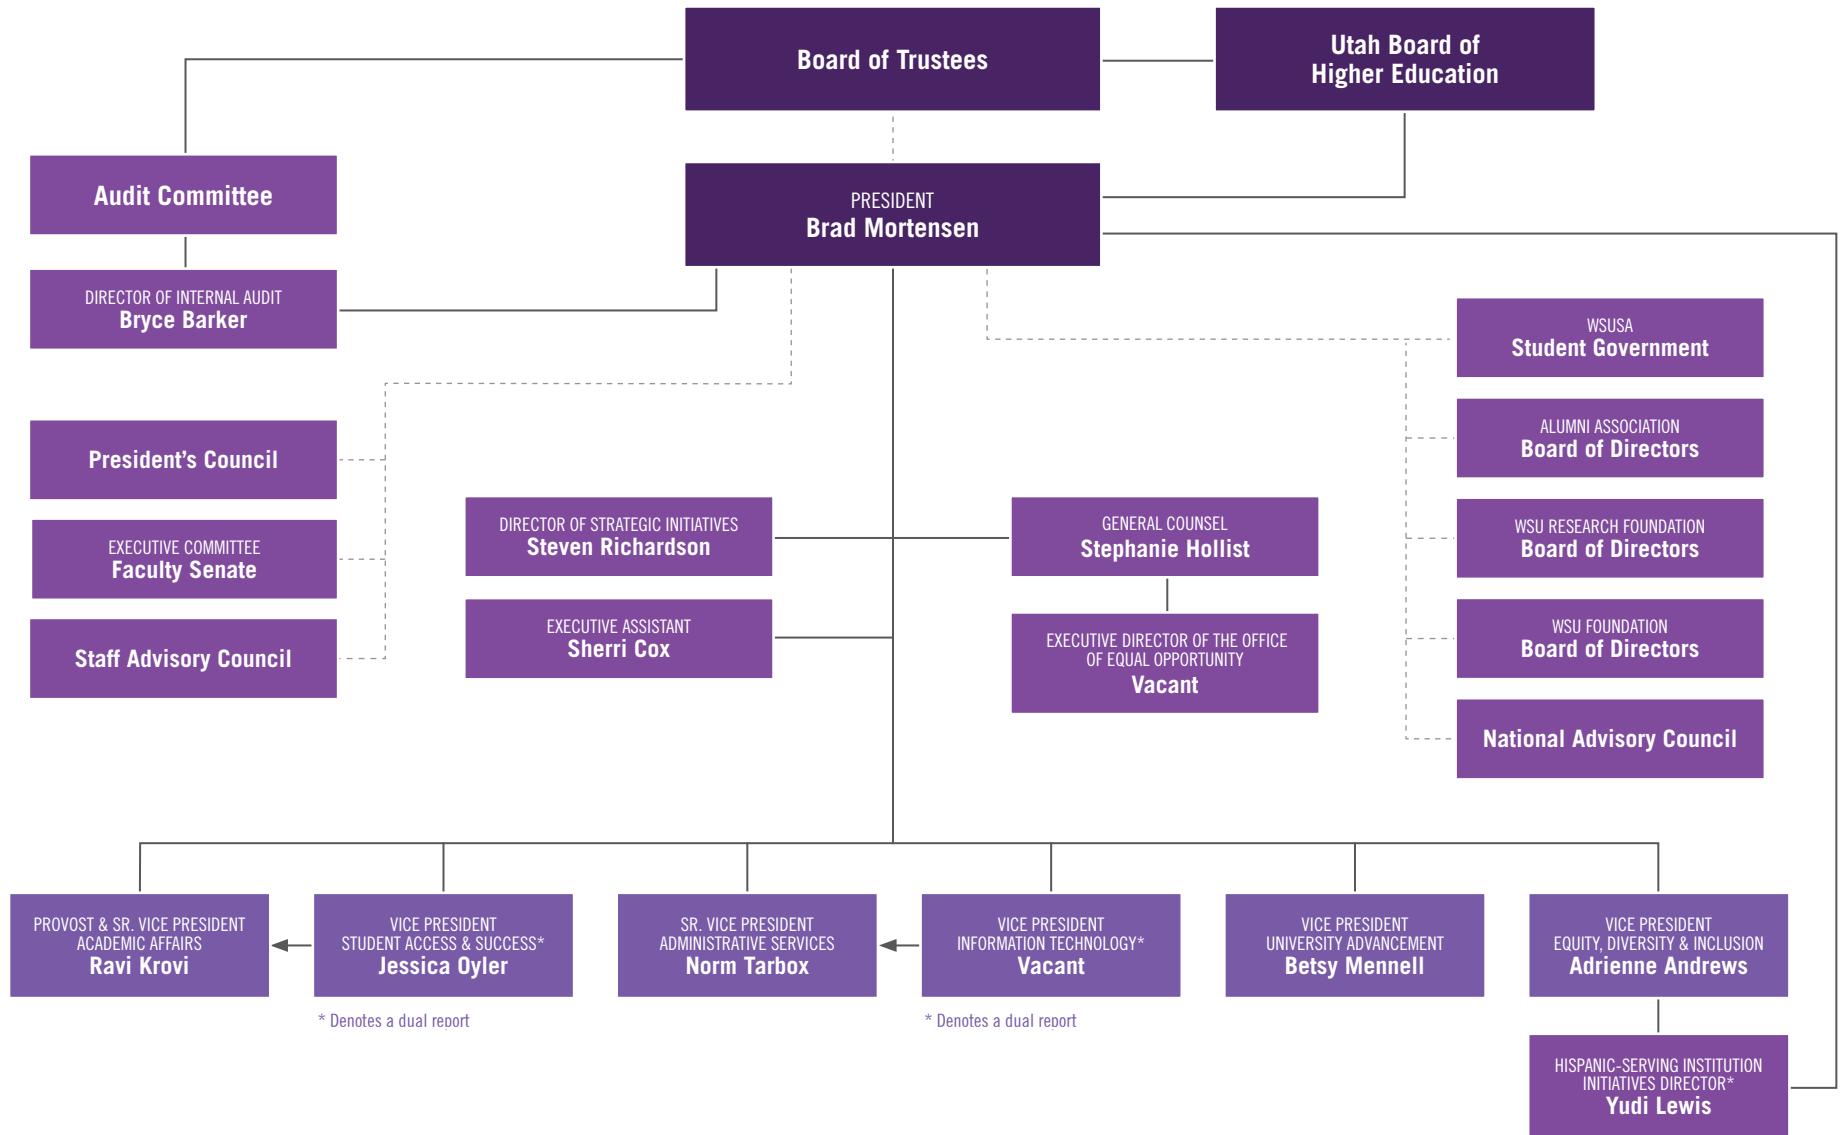 Board of Trustees
Utah Board of
Higher Education
Audit Committee
PRESIDENT
Brad Mortensen
DIRECTOR OF INTERNAL AUDIT
Bryce Barker
WSUSA
Student Government
ALUMNI ASSOCIATION
Board of Directors
President’s Council
DIRECTOR OF STRATEGIC INITIATIVES
Steven Richardson
GENERAL COUNSEL
Stephanie Hollist
WSU RESEARCH FOUNDATION
Board of Directors
EXECUTIVE COMMITTEE
Faculty Senate
EXECUTIVE ASSISTANT
Sherri Cox
EXECUTIVE DIRECTOR OF THE OFFICE
OF EQUAL OPPORTUNITY
Vacant
WSU FOUNDATION
Board of Directors
Staff Advisory Council
National Advisory Council
PROVOST & SR. VICE PRESIDENT
ACADEMIC AFFAIRS
Ravi Krovi
VICE PRESIDENT
STUDENT ACCESS & SUCCESS*
Jessica Oyler
* Denotes a dual report
SR. VICE PRESIDENT
ADMINISTRATIVE SERVICES
Norm Tarbox
VICE PRESIDENT
INFORMATION TECHNOLOGY*
Vacant
* Denotes a dual report
VICE PRESIDENT
UNIVERSITY ADVANCEMENT
Betsy Mennell
VICE PRESIDENT
EQUITY, DIVERSITY & INCLUSION
Adrienne Andrews
HISPANIC-SERVING INSTITUTION
INITIATIVES DIRECTOR*
Yudi Lewis